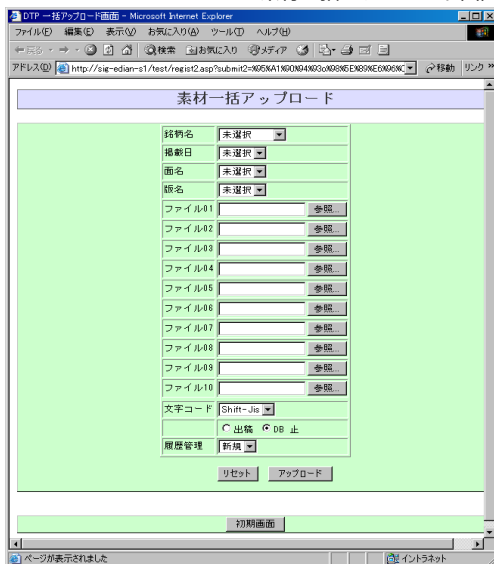 DTP 一括アップロード画面 - Microsoft Internet Explorer
ファイル(F) 編集(E) 表示(V) お気に入り(A) ツール(T) ヘルプ(H)
戻る 検索 お気に入り メディア
アドレス(D) http://sig-edian-s1/test/regist2.asp?submit2=%95%A1%90%94%93o%98%5E%89%E6%96%C 移動 リンク »
素材一括アップロード
銘柄名 未選択
掲載日 未選択
面名 未選択
版名 未選択
ファイル01 参照...
ファイル02 参照...
ファイル03 参照...
ファイル04 参照...
ファイル05 参照...
ファイル06 参照...
ファイル07 参照...
ファイル08 参照...
ファイル09 参照...
ファイル10 参照...
文字コード Shift-Jis
出稿 DB 止
履歴管理 新規
リセット アップロード
初期画面
ページが表示されました イントラネット